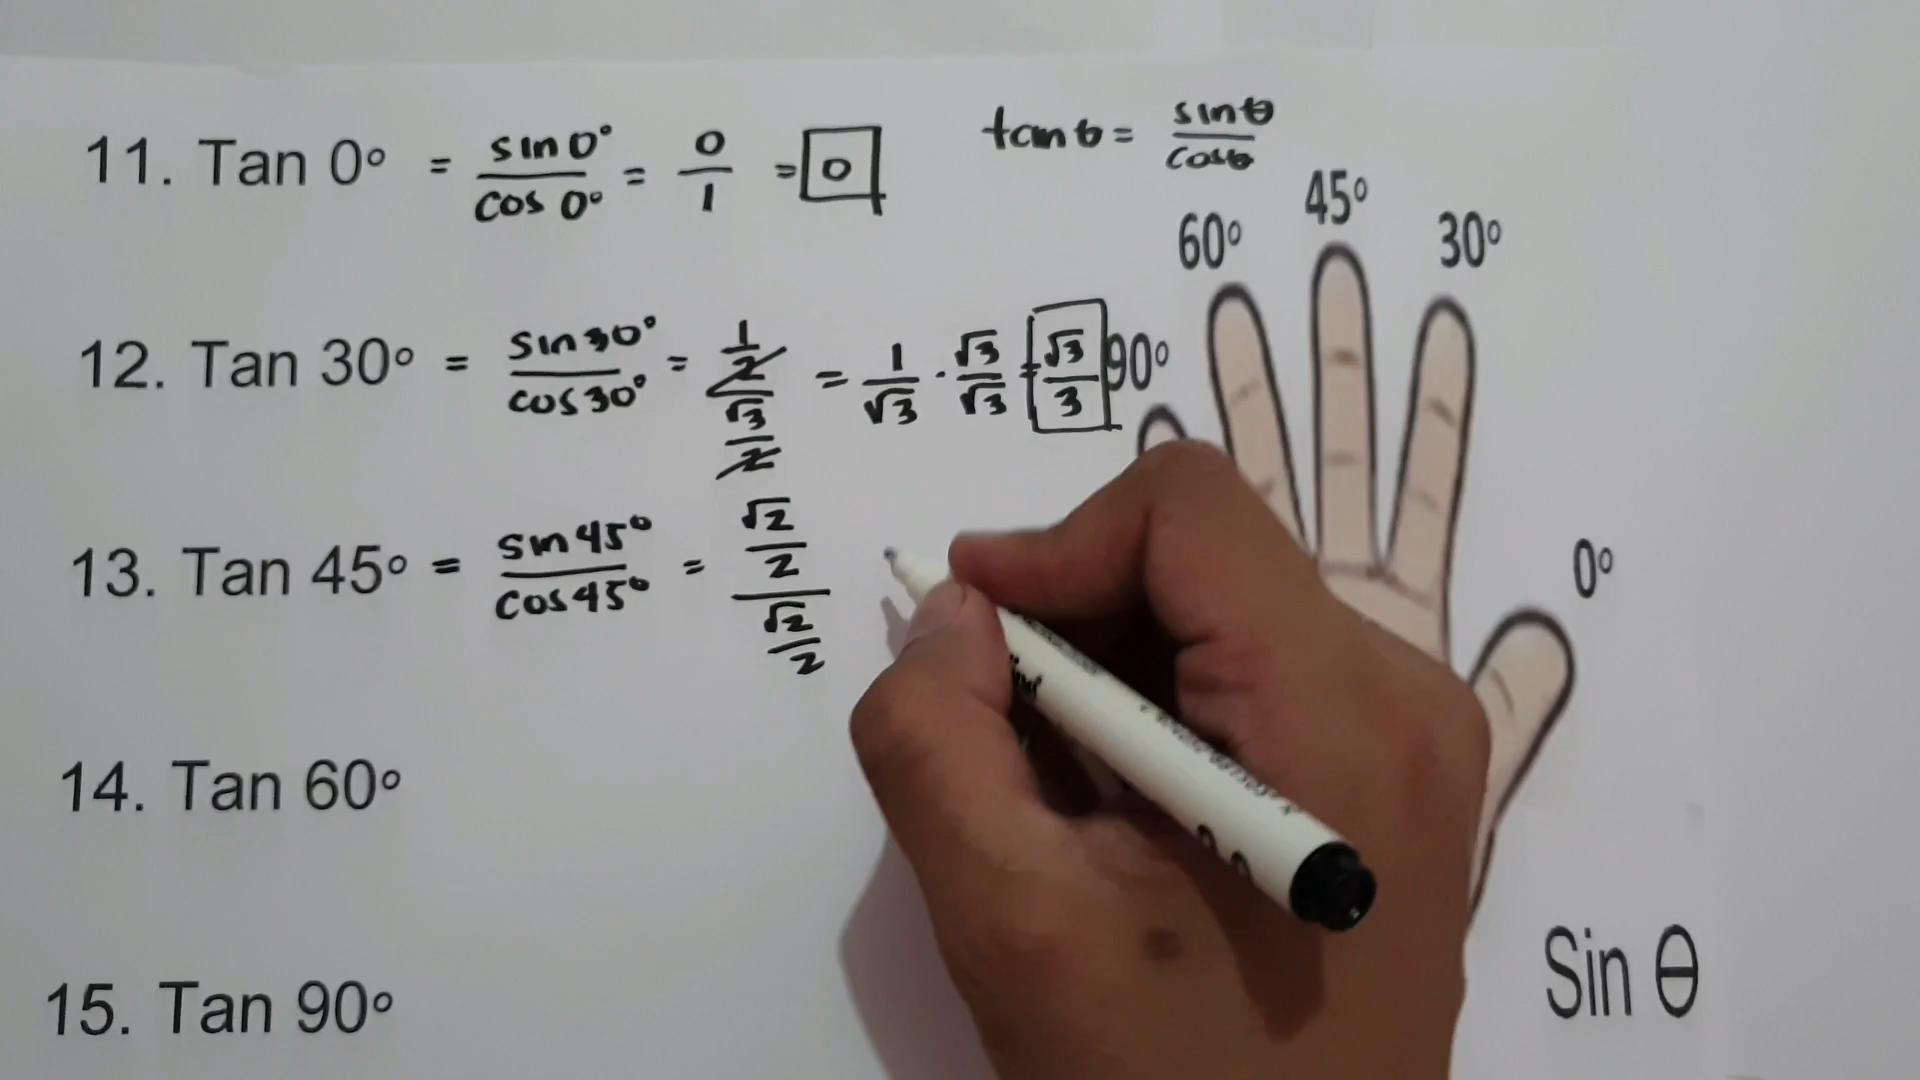 11. Tan 0° = sin 0° / cos 0° = 0/1 = 0
tan θ = sin θ / cos θ
60°
45°
30°
12. Tan 30° = sin 30° / cos 30° = 1/2 / √3/2 = 1/√3 · √3/√3 = √3/3
90°
13. Tan 45° = sin 45° / cos 45° = √2/2 / √2/2
0°
14. Tan 60°
15. Tan 90°
Sin θ